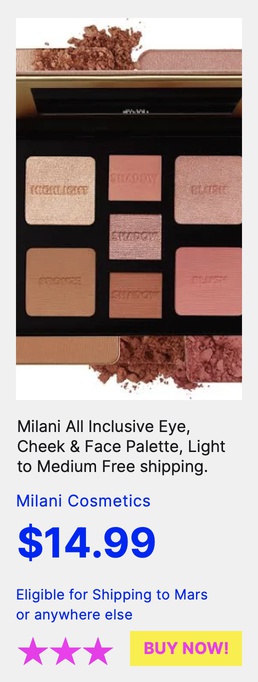 HIGHLIGHT
SHADOW
BLUSH
SHADOW
BRONZE
SHADOW
BLUSH
Milani All Inclusive Eye,
Cheek & Face Palette, Light
to Medium Free shipping.
Milani Cosmetics
$14.99
Eligible for Shipping to Mars
or anywhere else
BUY NOW!